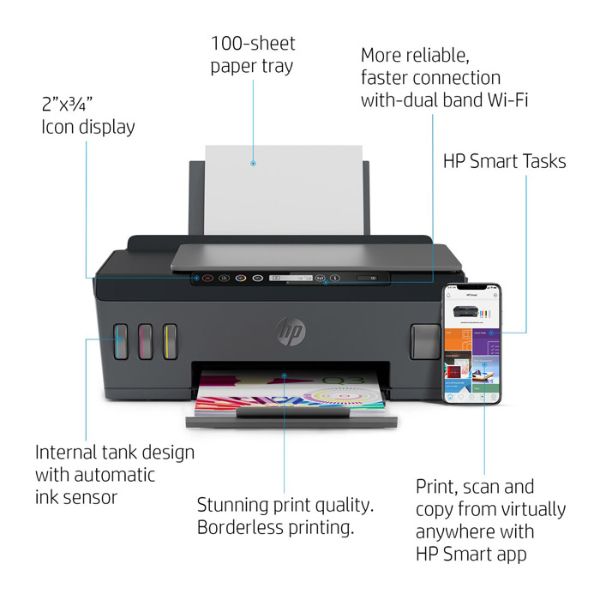 100-sheet
paper tray
More reliable,
faster connection
with-dual band Wi-Fi
2”x¾”
Icon display
HP Smart Tasks
hp
Internal tank design
with automatic
ink sensor
Stunning print quality.
Borderless printing.
Print, scan and
copy from virtually
anywhere with
HP Smart app